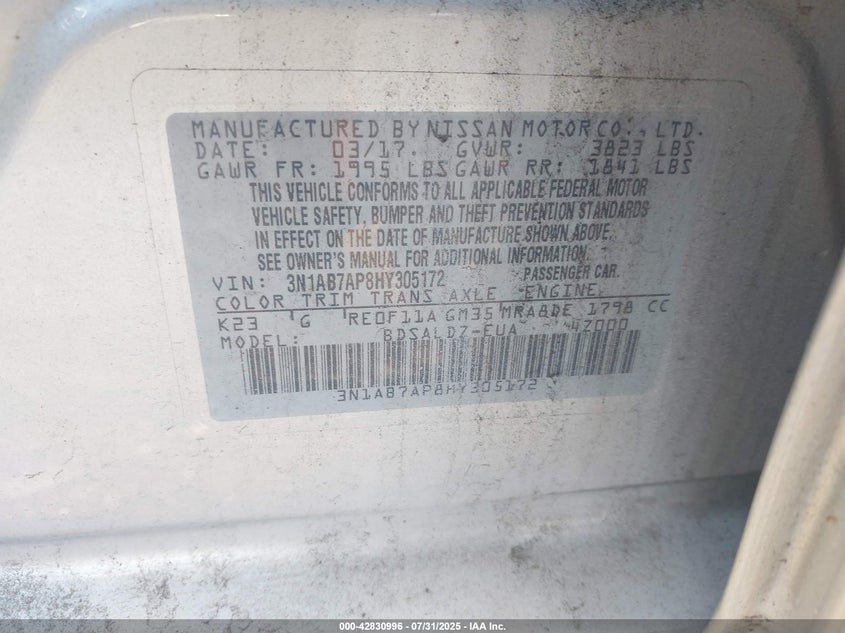 MANUFACTURED BY NISSAN MOTOR CO., LTD.
DATE: 03/17. GVWR: 3823 LBS
GAWR FR: 1995 LBS GAWR RR: 1841 LBS
THIS VEHICLE CONFORMS TO ALL APPLICABLE FEDERAL MOTOR
VEHICLE SAFETY, BUMPER AND THEFT PREVENTION STANDARDS
IN EFFECT ON THE DATE OF MANUFACTURE SHOWN ABOVE.
SEE OWNER'S MANUAL FOR ADDITIONAL INFORMATION.
VIN: 3N1AB7AP8HY305172 PASSENGER CAR.
COLOR TRIM TRANS AXLE ENGINE
K23 G RE0F11A GM35 MRA8DE 1798 CC
MODEL: BDSALDZ-EUA 47000
3N1AB7AP8HY305172
000-42830996 - 07/31/2025 - IAA Inc.